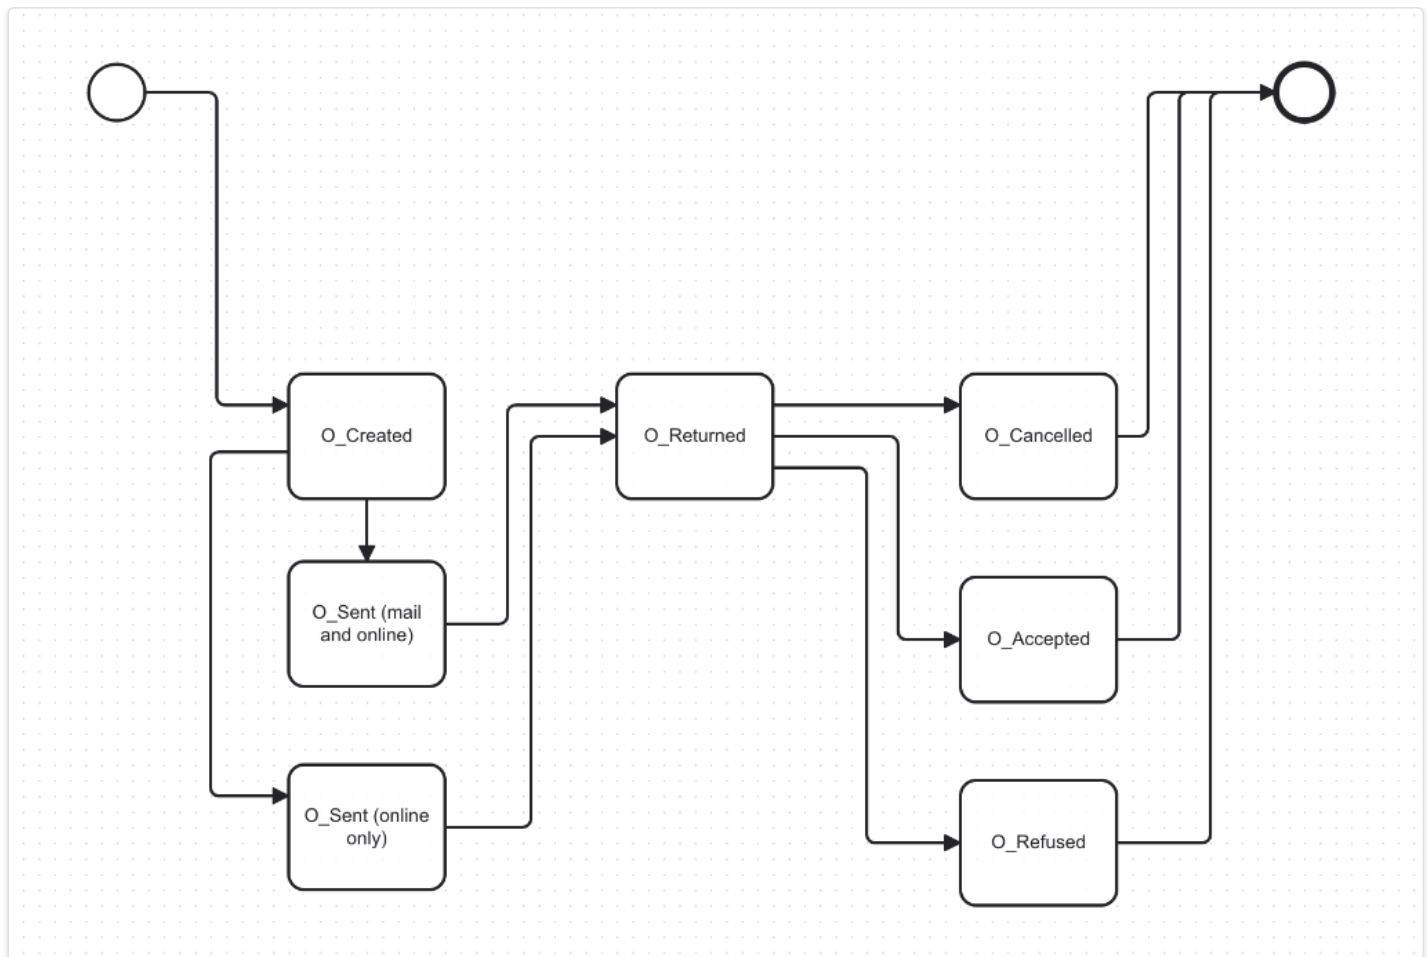 O_Created
O_Returned
O_Cancelled
O_Sent (mail
and online)
O_Accepted
O_Sent (online
only)
O_Refused